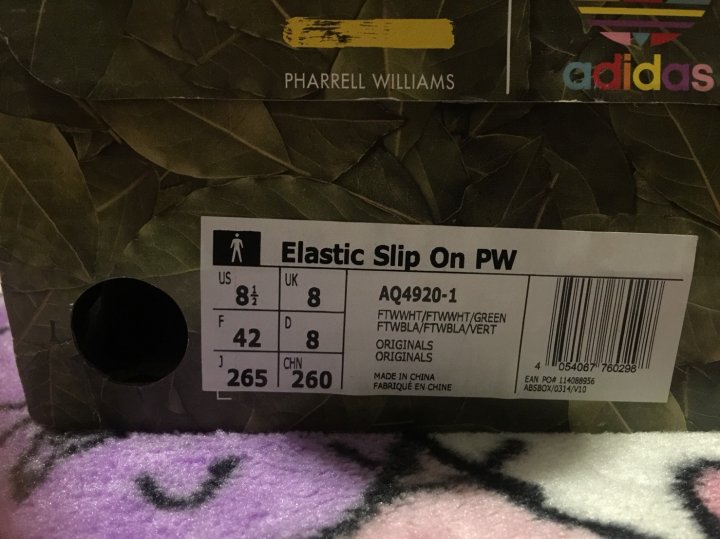 PHARRELL WILLIAMS
adidas
Elastic Slip On PW
US 8½
UK 8
F 42
D 8
J 265
CHN 260
AQ4920-1
FTWWHT/FTWWHT/GREEN
FTWBLA/FTWBLA/VERT
ORIGINALS
ORIGINALS
MADE IN CHINA
FABRIQUÉ EN CHINE
4 054067 760298
EAN PO# 114088956
ABSBOX/0314/V10